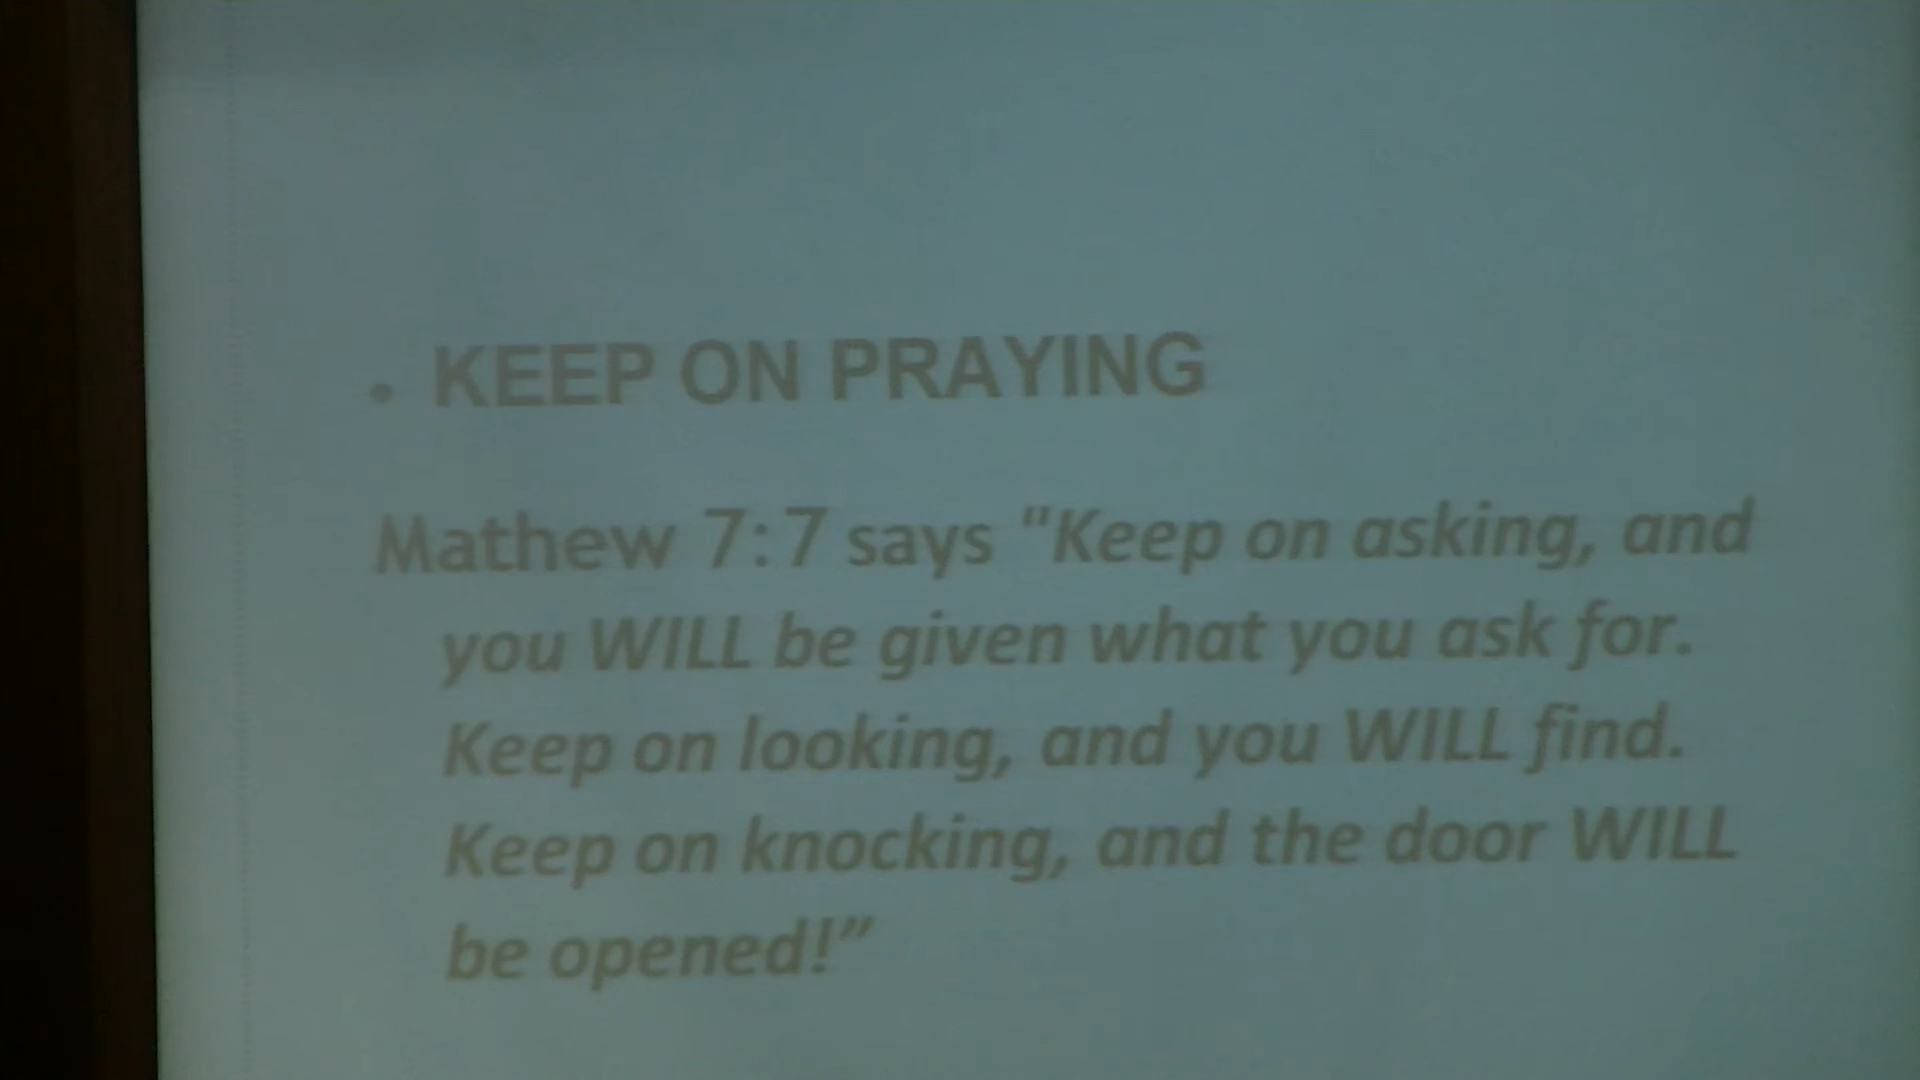 • KEEP ON PRAYING
Mathew 7:7 says "Keep on asking, and
you WILL be given what you ask for.
Keep on looking, and you WILL find.
Keep on knocking, and the door WILL
be opened!”